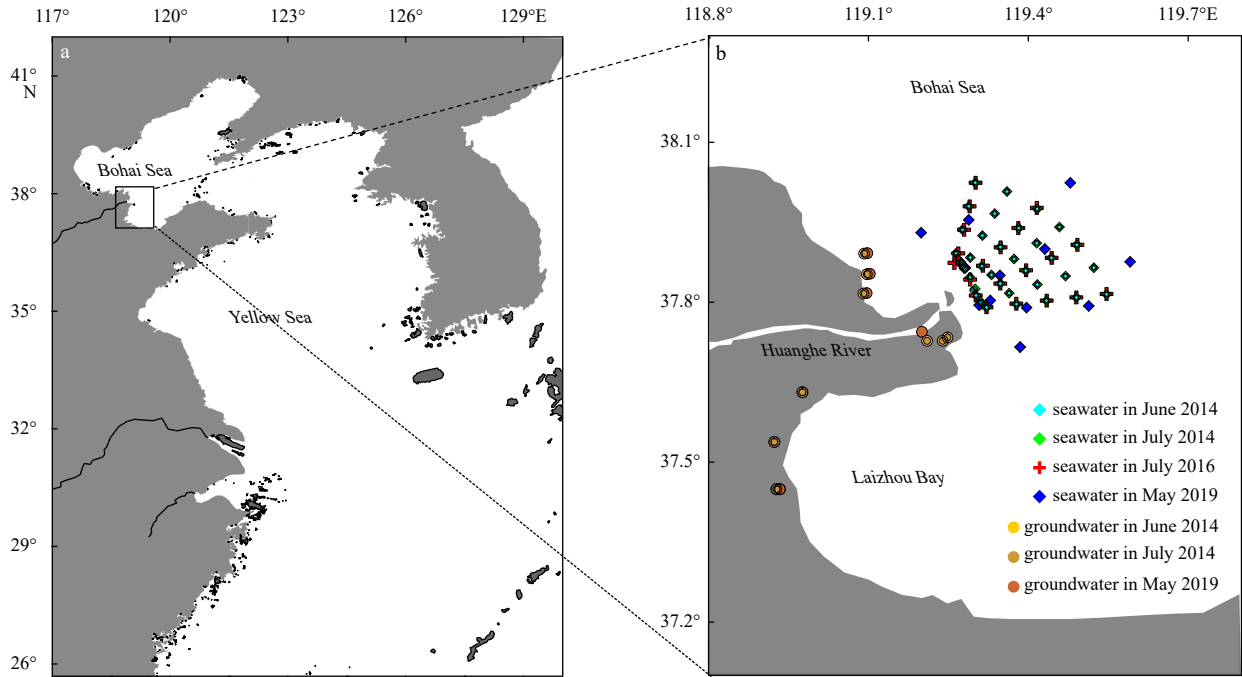 117°
120°
123°
126°
129°E
118.8°
119.1°
119.4°
119.7°E
a
b
41°
N
38°
35°
32°
29°
26°
Bohai Sea
Yellow Sea
38.1°
37.8°
37.5°
37.2°
Bohai Sea
Huanghe River
Laizhou Bay
seawater in June 2014
seawater in July 2014
seawater in July 2016
seawater in May 2019
groundwater in June 2014
groundwater in July 2014
groundwater in May 2019